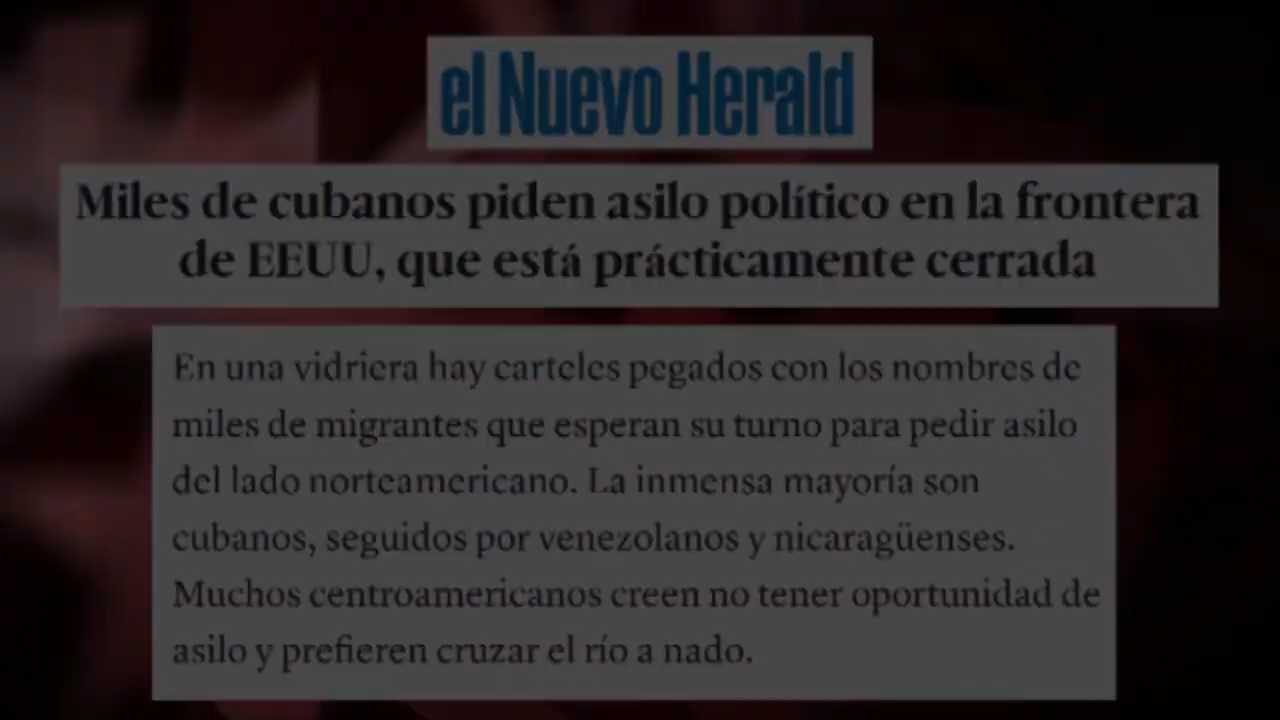 el Nuevo Herald
Miles de cubanos piden asilo político en la frontera
de EEUU, que está prácticamente cerrada
En una vidriera hay carteles pegados con los nombres de
miles de migrantes que esperan su turno para pedir asilo
del lado norteamericano. La inmensa mayoría son
cubanos, seguidos por venezolanos y nicaragüenses.
Muchos centroamericanos creen no tener oportunidad de
asilo y prefieren cruzar el río a nado.